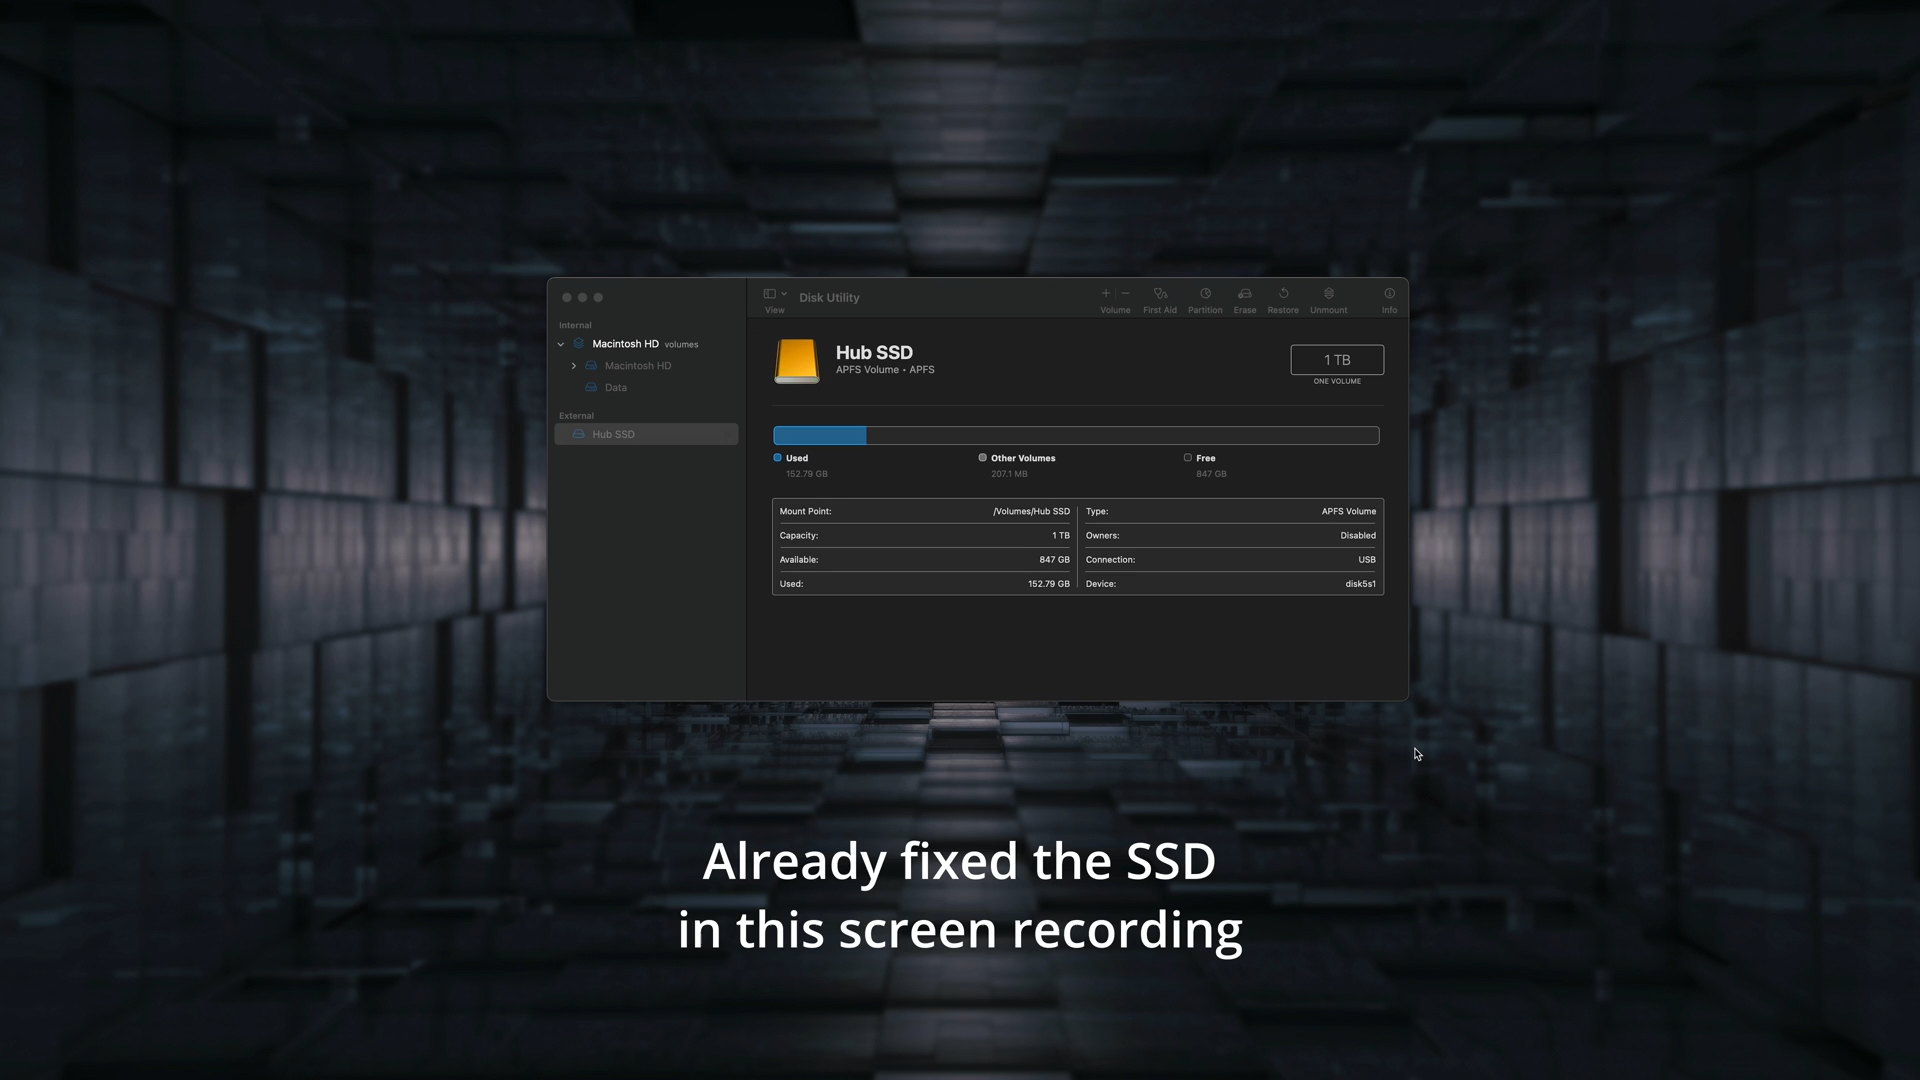 Disk Utility
View
Volume
First Aid
Partition
Erase
Restore
Unmount
Info
Internal
Macintosh HD volumes
Macintosh HD
Data
External
Hub SSD
Hub SSD
APFS Volume • APFS
1 TB
ONE VOLUME
Used
152.79 GB
Other Volumes
207.1 MB
Free
847 GB
Mount Point: /Volumes/Hub SSD
Capacity: 1 TB
Available: 847 GB
Used: 152.79 GB
Type: APFS Volume
Owners: Disabled
Connection: USB
Device: disk5s1
Already fixed the SSD
in this screen recording